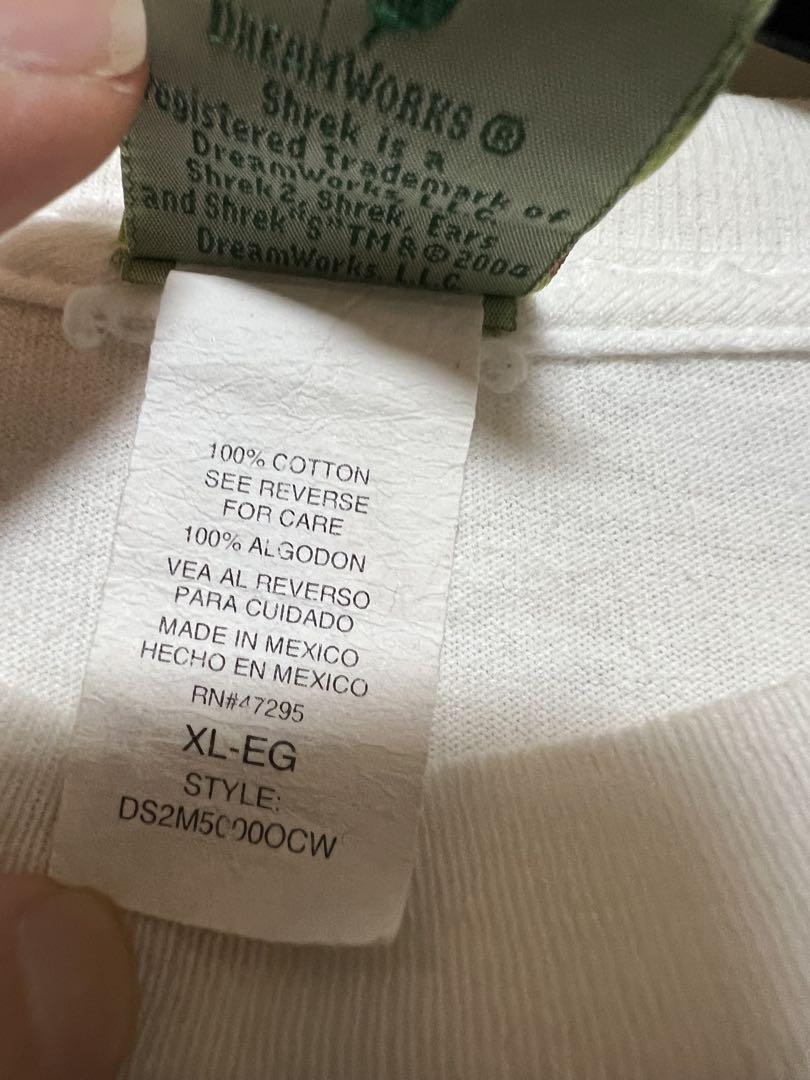 DREAMWORKS®
Shrek is a
registered Trademark of
DreamWorks L.L.C
Shrek2, Shrek, Ears
and Shrek "S" TM & © 2004
DreamWorks, L.L.C.
100% COTTON
SEE REVERSE
FOR CARE
100% ALGODON
VEA AL REVERSO
PARA CUIDADO
MADE IN MEXICO
HECHO EN MEXICO
RN#47295
XL-EG
STYLE:
DS2M5000OCW